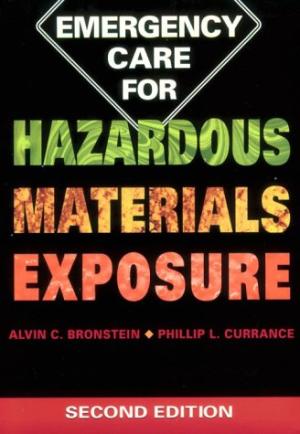 EMERGENCY
CARE
FOR
HAZARDOUS
MATERIALS
EXPOSURE
ALVIN C. BRONSTEIN ◆ PHILLIP L. CURRANCE
SECOND EDITION